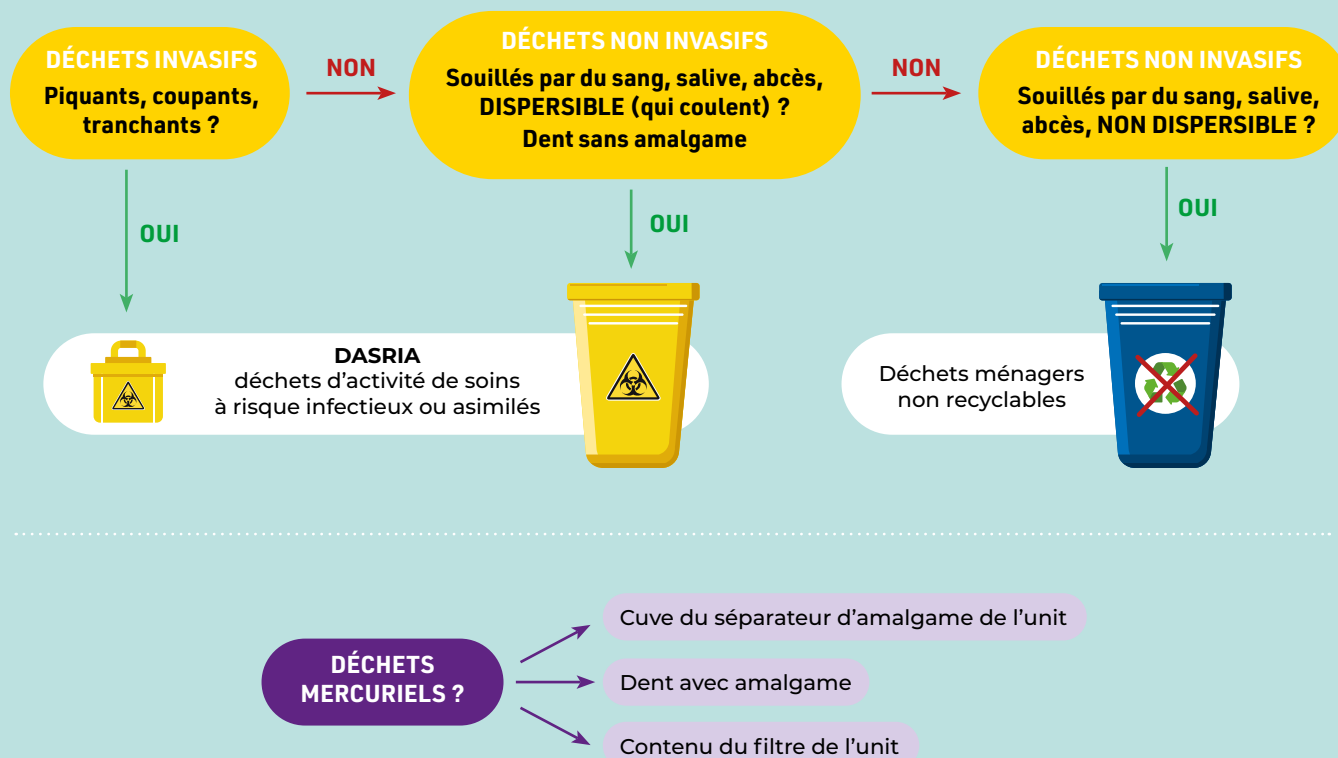 DÉCHETS INVASIFS
Piquants, coupants,
tranchants ?
NON
DÉCHETS NON INVASIFS
Souillés par du sang, salive, abcès,
DISPERSIBLE (qui coulent) ?
Dent sans amalgame
NON
DÉCHETS NON INVASIFS
Souillés par du sang, salive,
abcès, NON DISPERSIBLE ?
OUI
OUI
OUI
DASRIA
déchets d’activité de soins
à risque infectieux ou asimilés
Déchets ménagers
non recyclables
DÉCHETS
MERCURIELS ?
Cuve du séparateur d’amalgame de l’unit
Dent avec amalgame
Contenu du filtre de l’unit